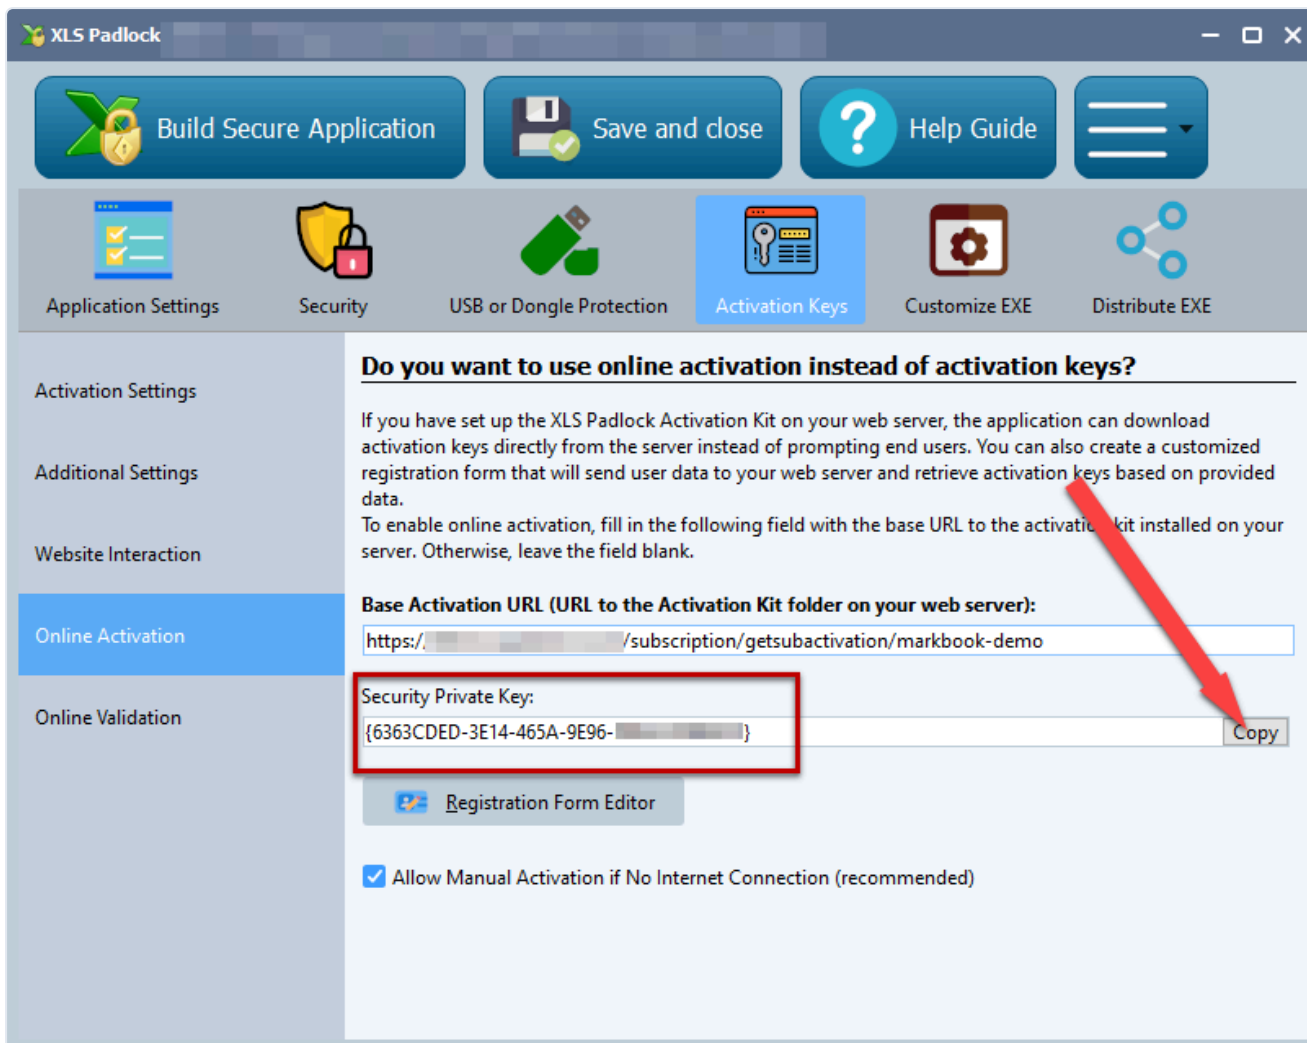 XLS Padlock
Build Secure Application
Save and close
Help Guide
Application Settings
Security
USB or Dongle Protection
Activation Keys
Customize EXE
Distribute EXE
Activation Settings
Additional Settings
Website Interaction
Online Activation
Online Validation
Do you want to use online activation instead of activation keys?
If you have set up the XLS Padlock Activation Kit on your web server, the application can download
activation keys directly from the server instead of prompting end users. You can also create a customized
registration form that will send user data to your web server and retrieve activation keys based on provided
data.
To enable online activation, fill in the following field with the base URL to the activation kit installed on your
server. Otherwise, leave the field blank.
Base Activation URL (URL to the Activation Kit folder on your web server):
https:/ /subscription/getsubactivation/markbook-demo
Security Private Key:
{6363CDED-3E14-465A-9E96- }
Copy
Registration Form Editor
Allow Manual Activation if No Internet Connection (recommended)